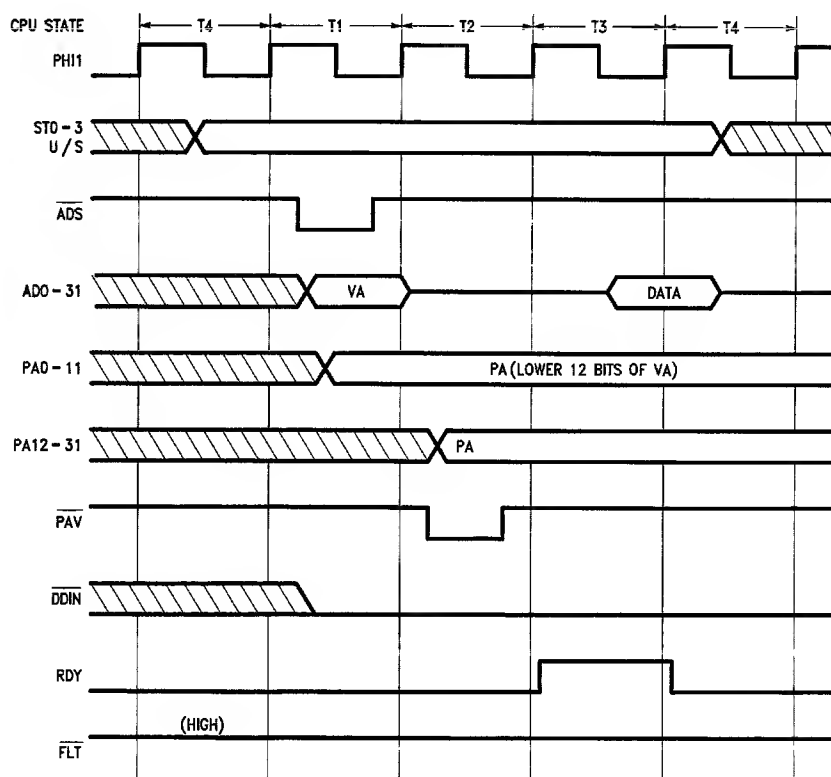 CPU STATE T4 T1 T2 T3 T4
PHI1
ST0-3
U/S
ADS
AD0-31 VA DATA
PA0-11 PA(LOWER 12 BITS OF VA)
PA12-31 PA
PAV
DDIN
RDY
(HIGH)
FLT